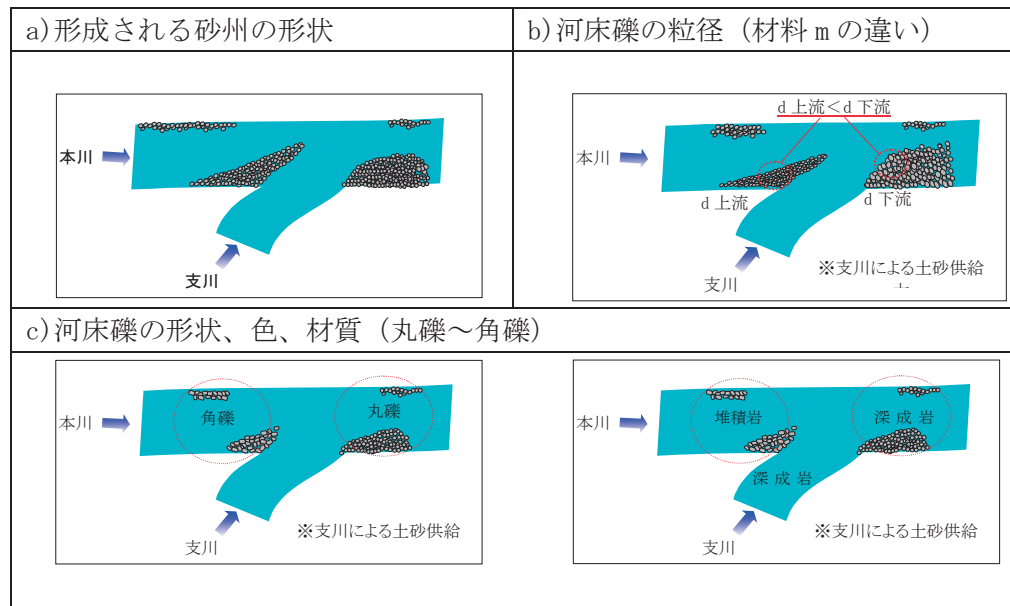 a)形成される砂州の形状
b)河床礫の粒径（材料 m の違い）
本川
支川
d 上流＜d 下流
本川
d 上流
d 下流
支川
※支川による土砂供給
c)河床礫の形状、色、材質（丸礫～角礫）
本川
角礫
丸礫
支川
※支川による土砂供給
本川
堆積岩
深成岩
深成岩
支川
※支川による土砂供給